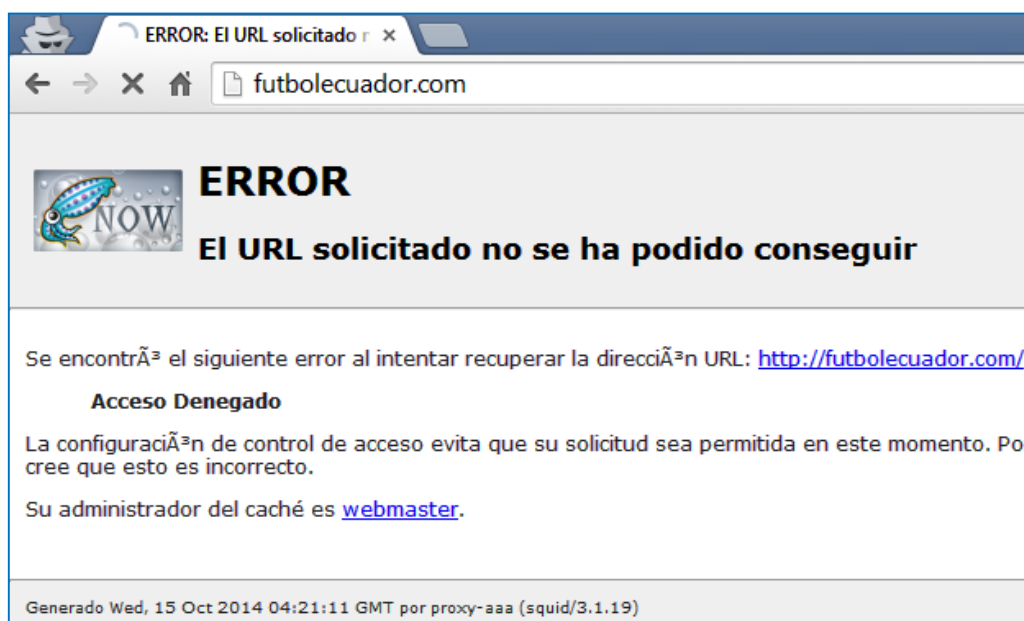 ERROR: El URL solicitado
futbolecuador.com
NOW
ERROR
El URL solicitado no se ha podido conseguir
Se encontrÃ³ el siguiente error al intentar recuperar la direcciÃ³n URL: http://futbolecuador.com/
Acceso Denegado
La configuraciÃ³n de control de acceso evita que su solicitud sea permitida en este momento. Po
cree que esto es incorrecto.
Su administrador del caché es webmaster.
Generado Wed, 15 Oct 2014 04:21:11 GMT por proxy-aaa (squid/3.1.19)